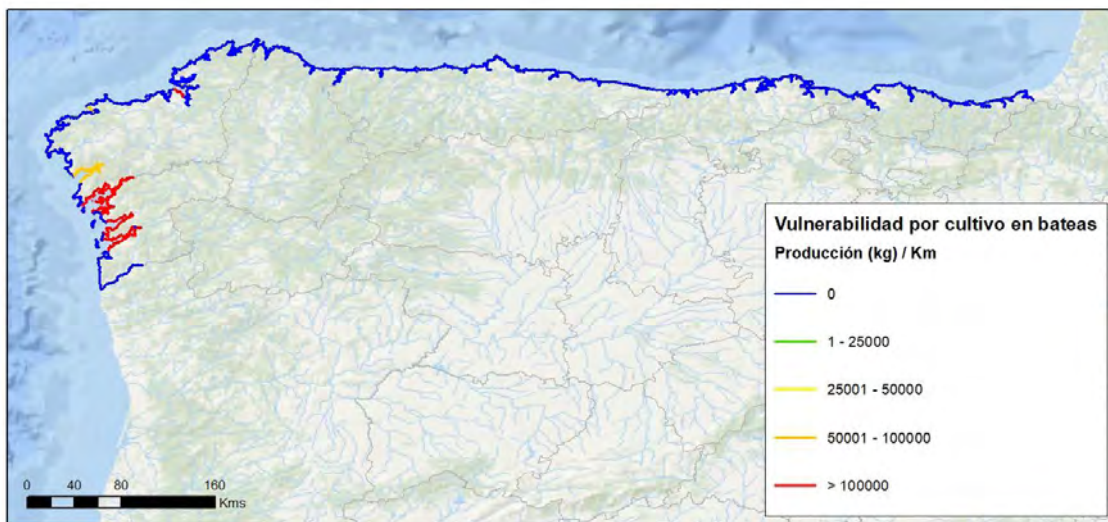 Vulnerabilidad por cultivo en bateas
Producción (kg) / Km
0
1 - 25000
25001 - 50000
50001 - 100000
> 100000
0 40 80 160
Kms